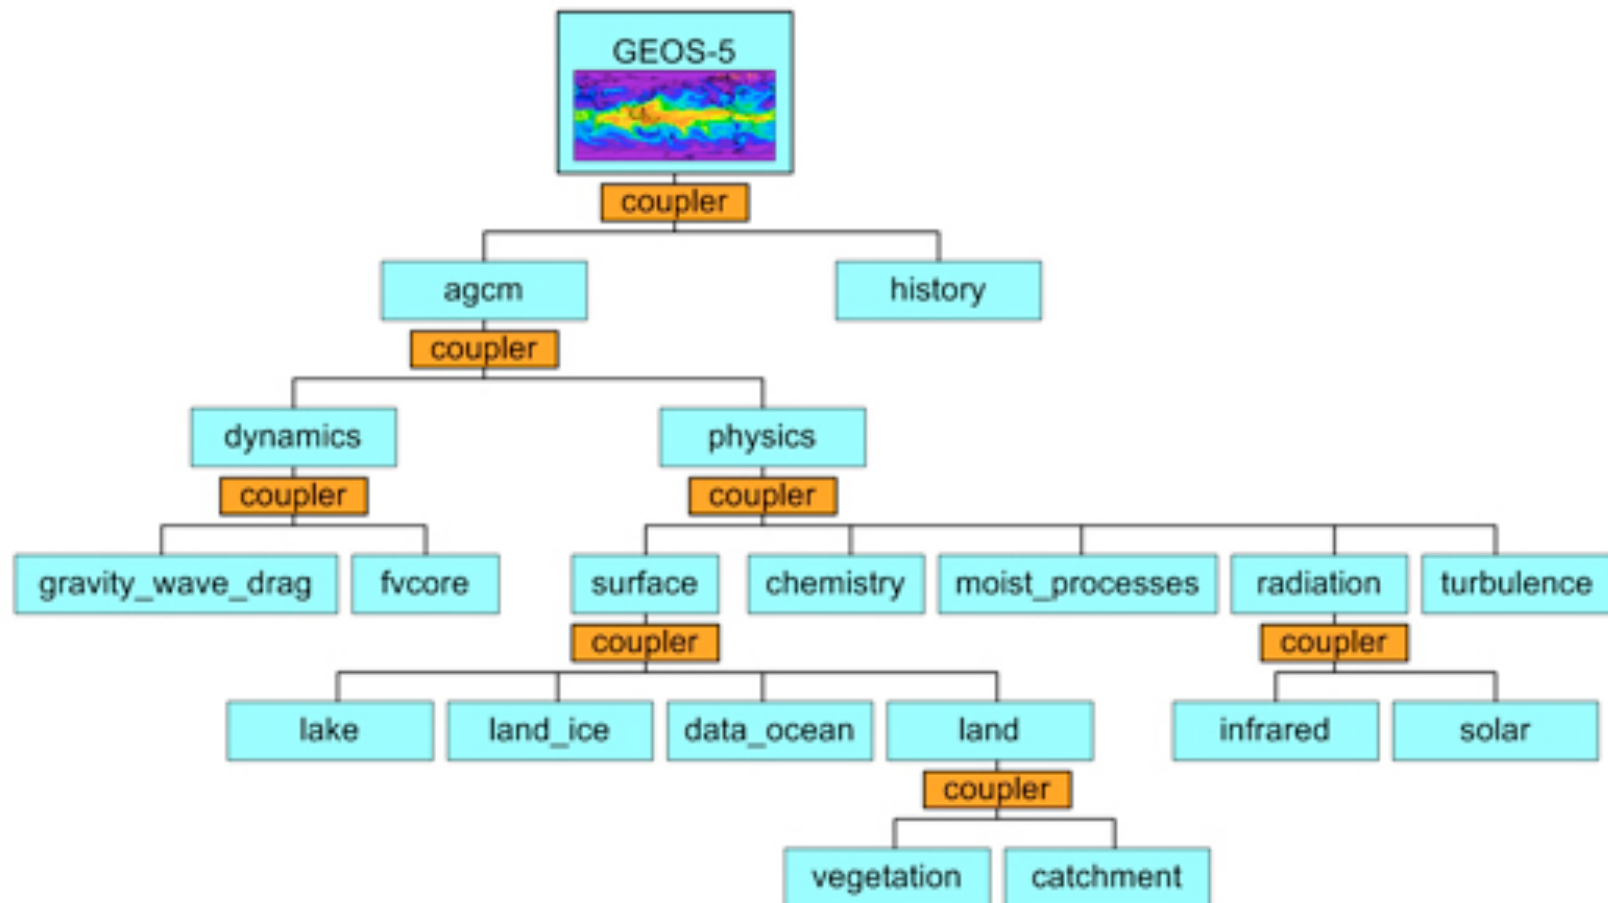 GEOS-5
coupler
agcm
history
coupler
dynamics
physics
coupler
coupler
gravity_wave_drag
fvcore
surface
chemistry
moist_processes
radiation
turbulence
coupler
coupler
lake
land_ice
data_ocean
land
infrared
solar
coupler
vegetation
catchment